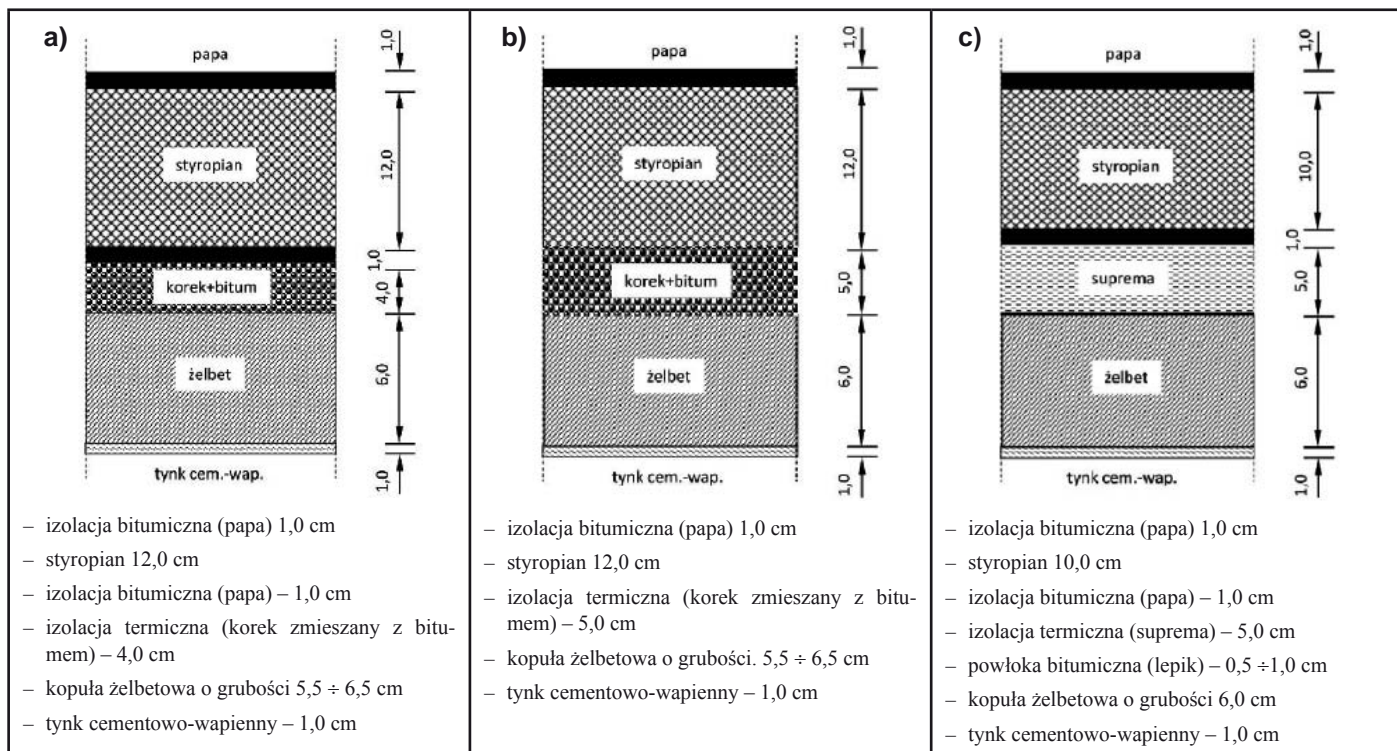 a)
papa
styropian
korek+bitum
żelbet
tynk cem.-wap.
1,0
12,0
1,0
4,0
6,0
1,0
– izolacja bitumiczna (papa) 1,0 cm
– styropian 12,0 cm
– izolacja bitumiczna (papa) – 1,0 cm
– izolacja termiczna (korek zmieszany z bitu-
mem) – 4,0 cm
– kopuła żelbetowa o grubości 5,5 ÷ 6,5 cm
– tynk cementowo-wapienny – 1,0 cm
b)
papa
styropian
korek+bitum
żelbet
tynk cem.-wap.
1,0
12,0
5,0
6,0
1,0
– izolacja bitumiczna (papa) 1,0 cm
– styropian 12,0 cm
– izolacja termiczna (korek zmieszany z bitu-
mem) – 5,0 cm
– kopuła żelbetowa o grubości. 5,5 ÷ 6,5 cm
– tynk cementowo-wapienny – 1,0 cm
c)
papa
styropian
suprema
żelbet
tynk cem.-wap.
1,0
10,0
1,0
5,0
6,0
1,0
– izolacja bitumiczna (papa) 1,0 cm
– styropian 10,0 cm
– izolacja bitumiczna (papa) – 1,0 cm
– izolacja termiczna (suprema) – 5,0 cm
– powłoka bitumiczna (lepik) – 0,5 ÷1,0 cm
– kopuła żelbetowa o grubości 6,0 cm
– tynk cementowo-wapienny – 1,0 cm